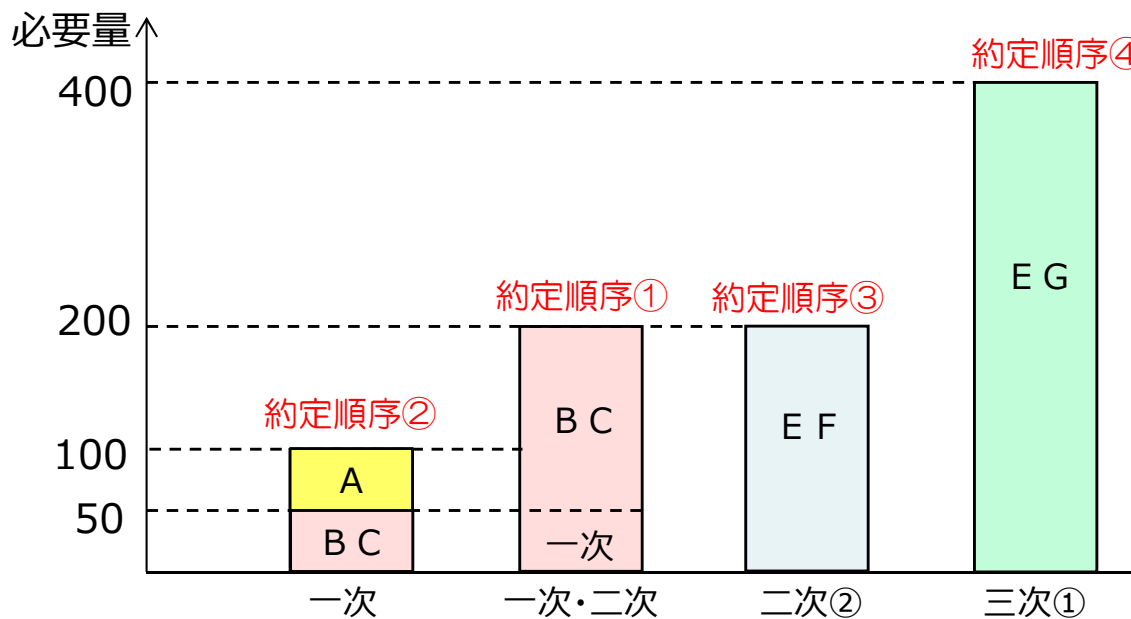 必要量
約定順序④
400
E G
約定順序①
約定順序③
200
B C
E F
約定順序②
100
A
50
B C
一次
一次
一次・二次
二次②
三次①